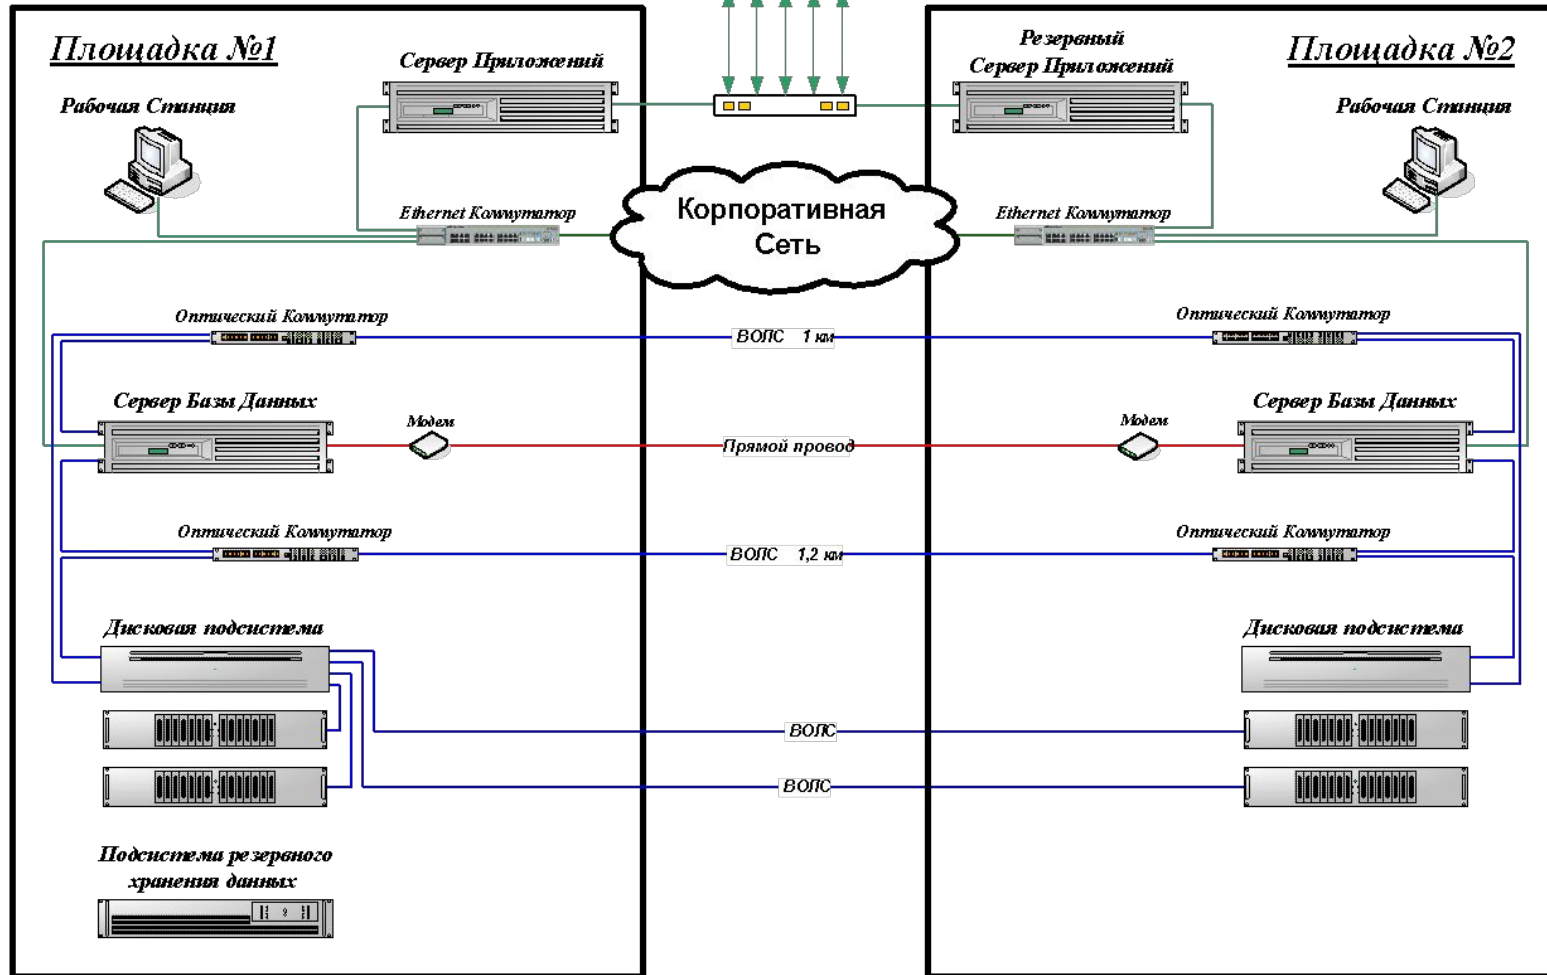 Площадка №1
Сервер Приложений
Резервный
Сервер Приложений
Площадка №2
Рабочая Станция
Рабочая Станция
Ethernet Коммутатор
Корпоративная
Сеть
Ethernet Коммутатор
Оптический Коммутатор
ВОЛС 1 км
Оптический Коммутатор
Сервер Базы Данных
Модем
Прямой провод
Модем
Сервер Базы Данных
Оптический Коммутатор
ВОЛС 1,2 км
Оптический Коммутатор
Дисковая подсистема
Дисковая подсистема
ВОЛС
ВОЛС
Подсистема резервного
хранения данных